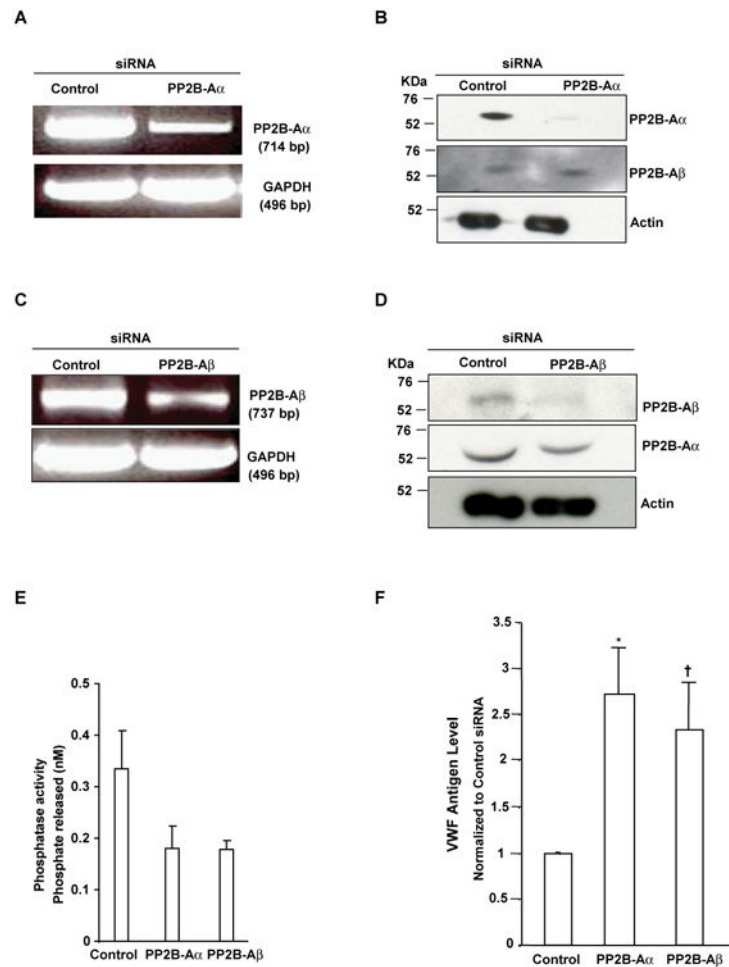 A
siRNA
Control PP2B-Aα
PP2B-Aα
(714 bp)
GAPDH
(496 bp)
B
siRNA
KDa Control PP2B-Aα
76
52
PP2B-Aα
76
52
PP2B-Aβ
52
Actin
C
siRNA
Control PP2B-Aβ
PP2B-Aβ
(737 bp)
GAPDH
(496 bp)
D
siRNA
KDa Control PP2B-Aβ
76
52
PP2B-Aβ
76
52
PP2B-Aα
52
Actin
E
Phosphatase activity
Phosphate released (nM)
0.5
0.4
0.3
0.2
0.1
0
Control PP2B-Aα PP2B-Aβ
F
VWF Antigen Level
Normalized to Control siRNA
3.5
3
2.5
2
1.5
1
0.5
0
* †
Control PP2B-Aα PP2B-Aβ